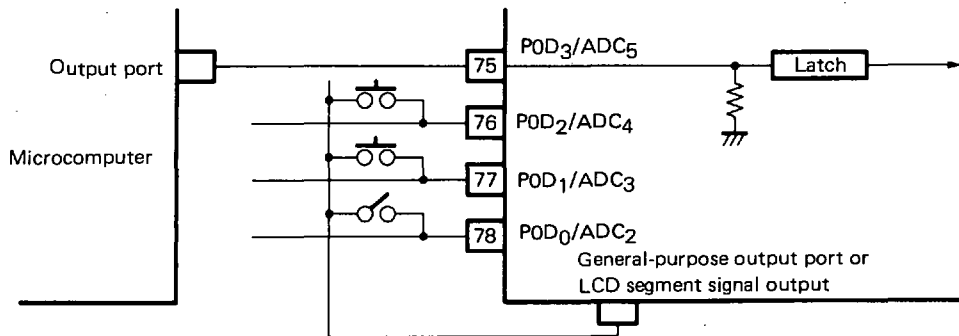 P0D3/ADC5
Output port
75
Latch
76
P0D2/ADC4
Microcomputer
77
P0D1/ADC3
78
P0D0/ADC2
General-purpose output port or
LCD segment signal output